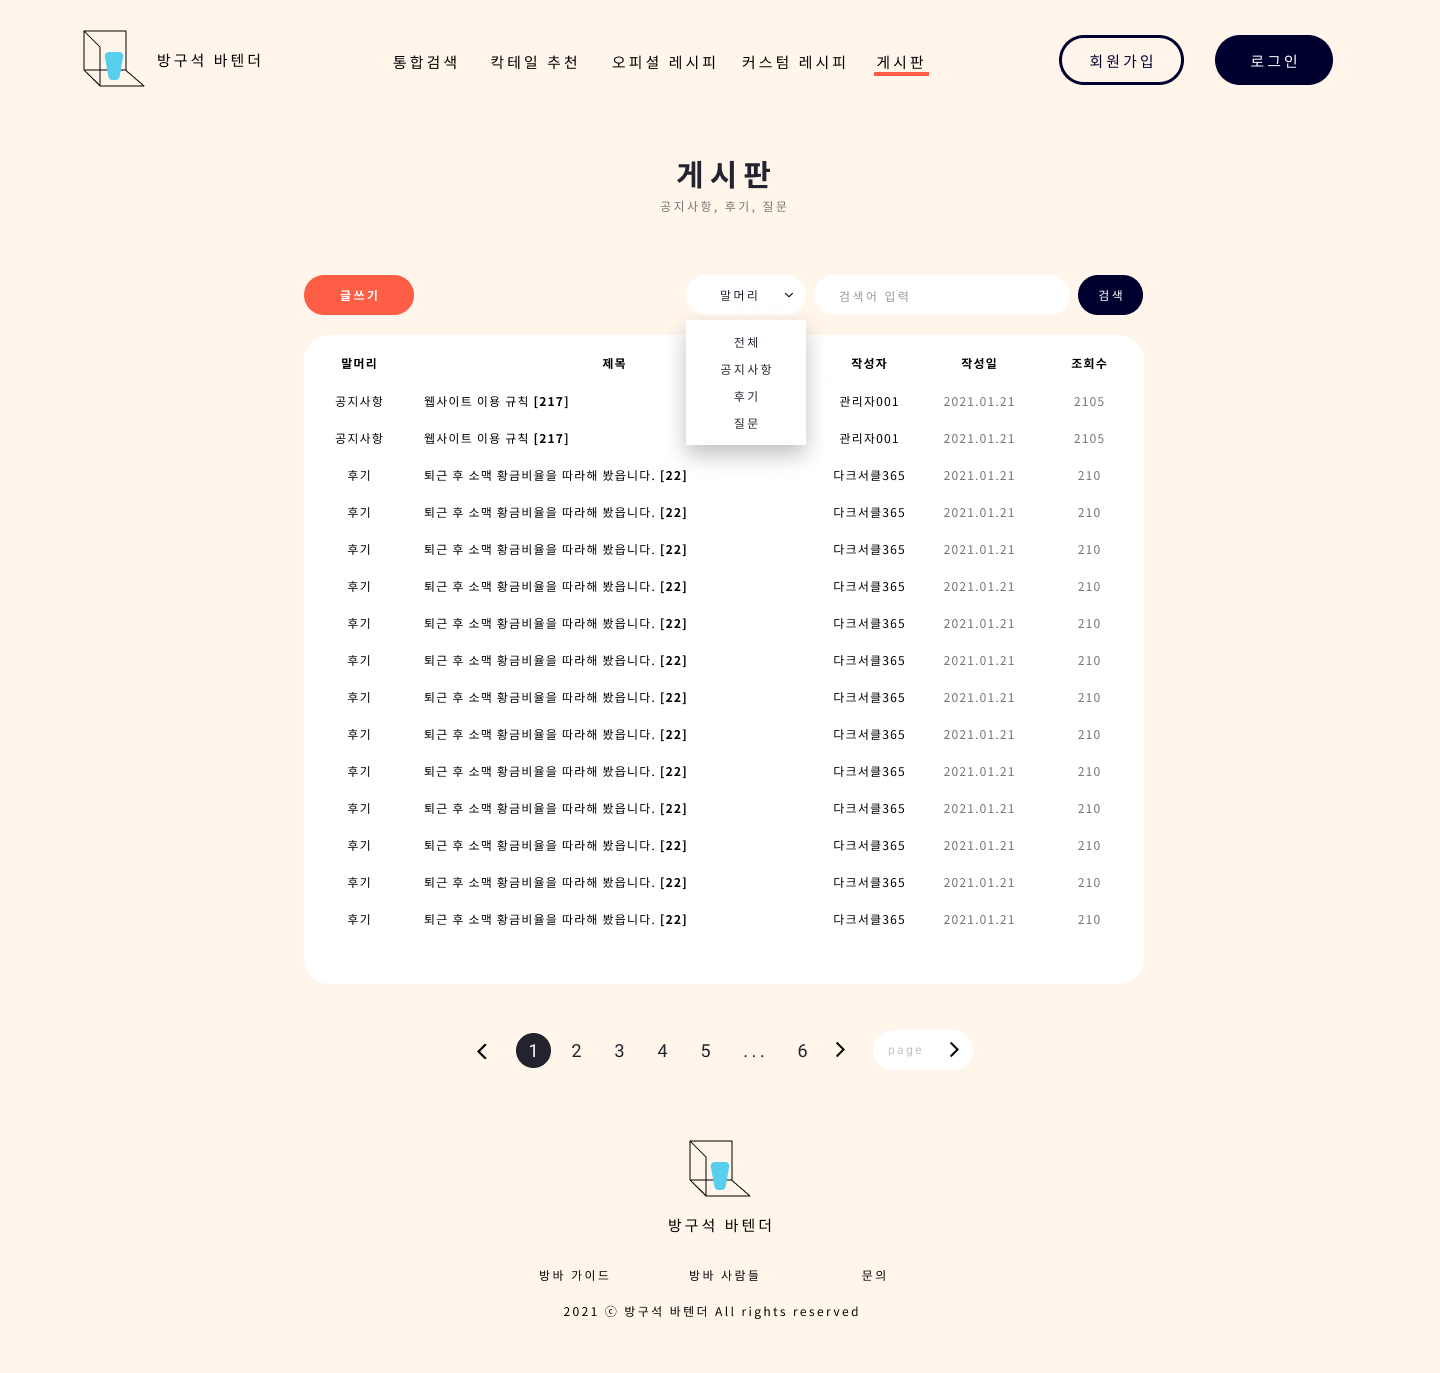 방구석 바텐더
통합검색 칵테일 추천 오피셜 레시피 커스텀 레시피 게시판
회원가입 로그인
게시판
공지사항, 후기, 질문
글쓰기 말머리 검색어 입력 검색
전체
공지사항
후기
질문
말머리 제목 작성자 작성일 조회수
공지사항 웹사이트 이용 규칙 [217] 관리자001 2021.01.21 2105
공지사항 웹사이트 이용 규칙 [217] 관리자001 2021.01.21 2105
후기 퇴근 후 소맥 황금비율을 따라해 봤읍니다. [22] 다크서클365 2021.01.21 210
후기 퇴근 후 소맥 황금비율을 따라해 봤읍니다. [22] 다크서클365 2021.01.21 210
후기 퇴근 후 소맥 황금비율을 따라해 봤읍니다. [22] 다크서클365 2021.01.21 210
후기 퇴근 후 소맥 황금비율을 따라해 봤읍니다. [22] 다크서클365 2021.01.21 210
후기 퇴근 후 소맥 황금비율을 따라해 봤읍니다. [22] 다크서클365 2021.01.21 210
후기 퇴근 후 소맥 황금비율을 따라해 봤읍니다. [22] 다크서클365 2021.01.21 210
후기 퇴근 후 소맥 황금비율을 따라해 봤읍니다. [22] 다크서클365 2021.01.21 210
후기 퇴근 후 소맥 황금비율을 따라해 봤읍니다. [22] 다크서클365 2021.01.21 210
후기 퇴근 후 소맥 황금비율을 따라해 봤읍니다. [22] 다크서클365 2021.01.21 210
후기 퇴근 후 소맥 황금비율을 따라해 봤읍니다. [22] 다크서클365 2021.01.21 210
후기 퇴근 후 소맥 황금비율을 따라해 봤읍니다. [22] 다크서클365 2021.01.21 210
후기 퇴근 후 소맥 황금비율을 따라해 봤읍니다. [22] 다크서클365 2021.01.21 210
후기 퇴근 후 소맥 황금비율을 따라해 봤읍니다. [22] 다크서클365 2021.01.21 210
1 2 3 4 5 ... 6 page
방구석 바텐더
방바 가이드 방바 사람들 문의
2021 ⓒ 방구석 바텐더 All rights reserved